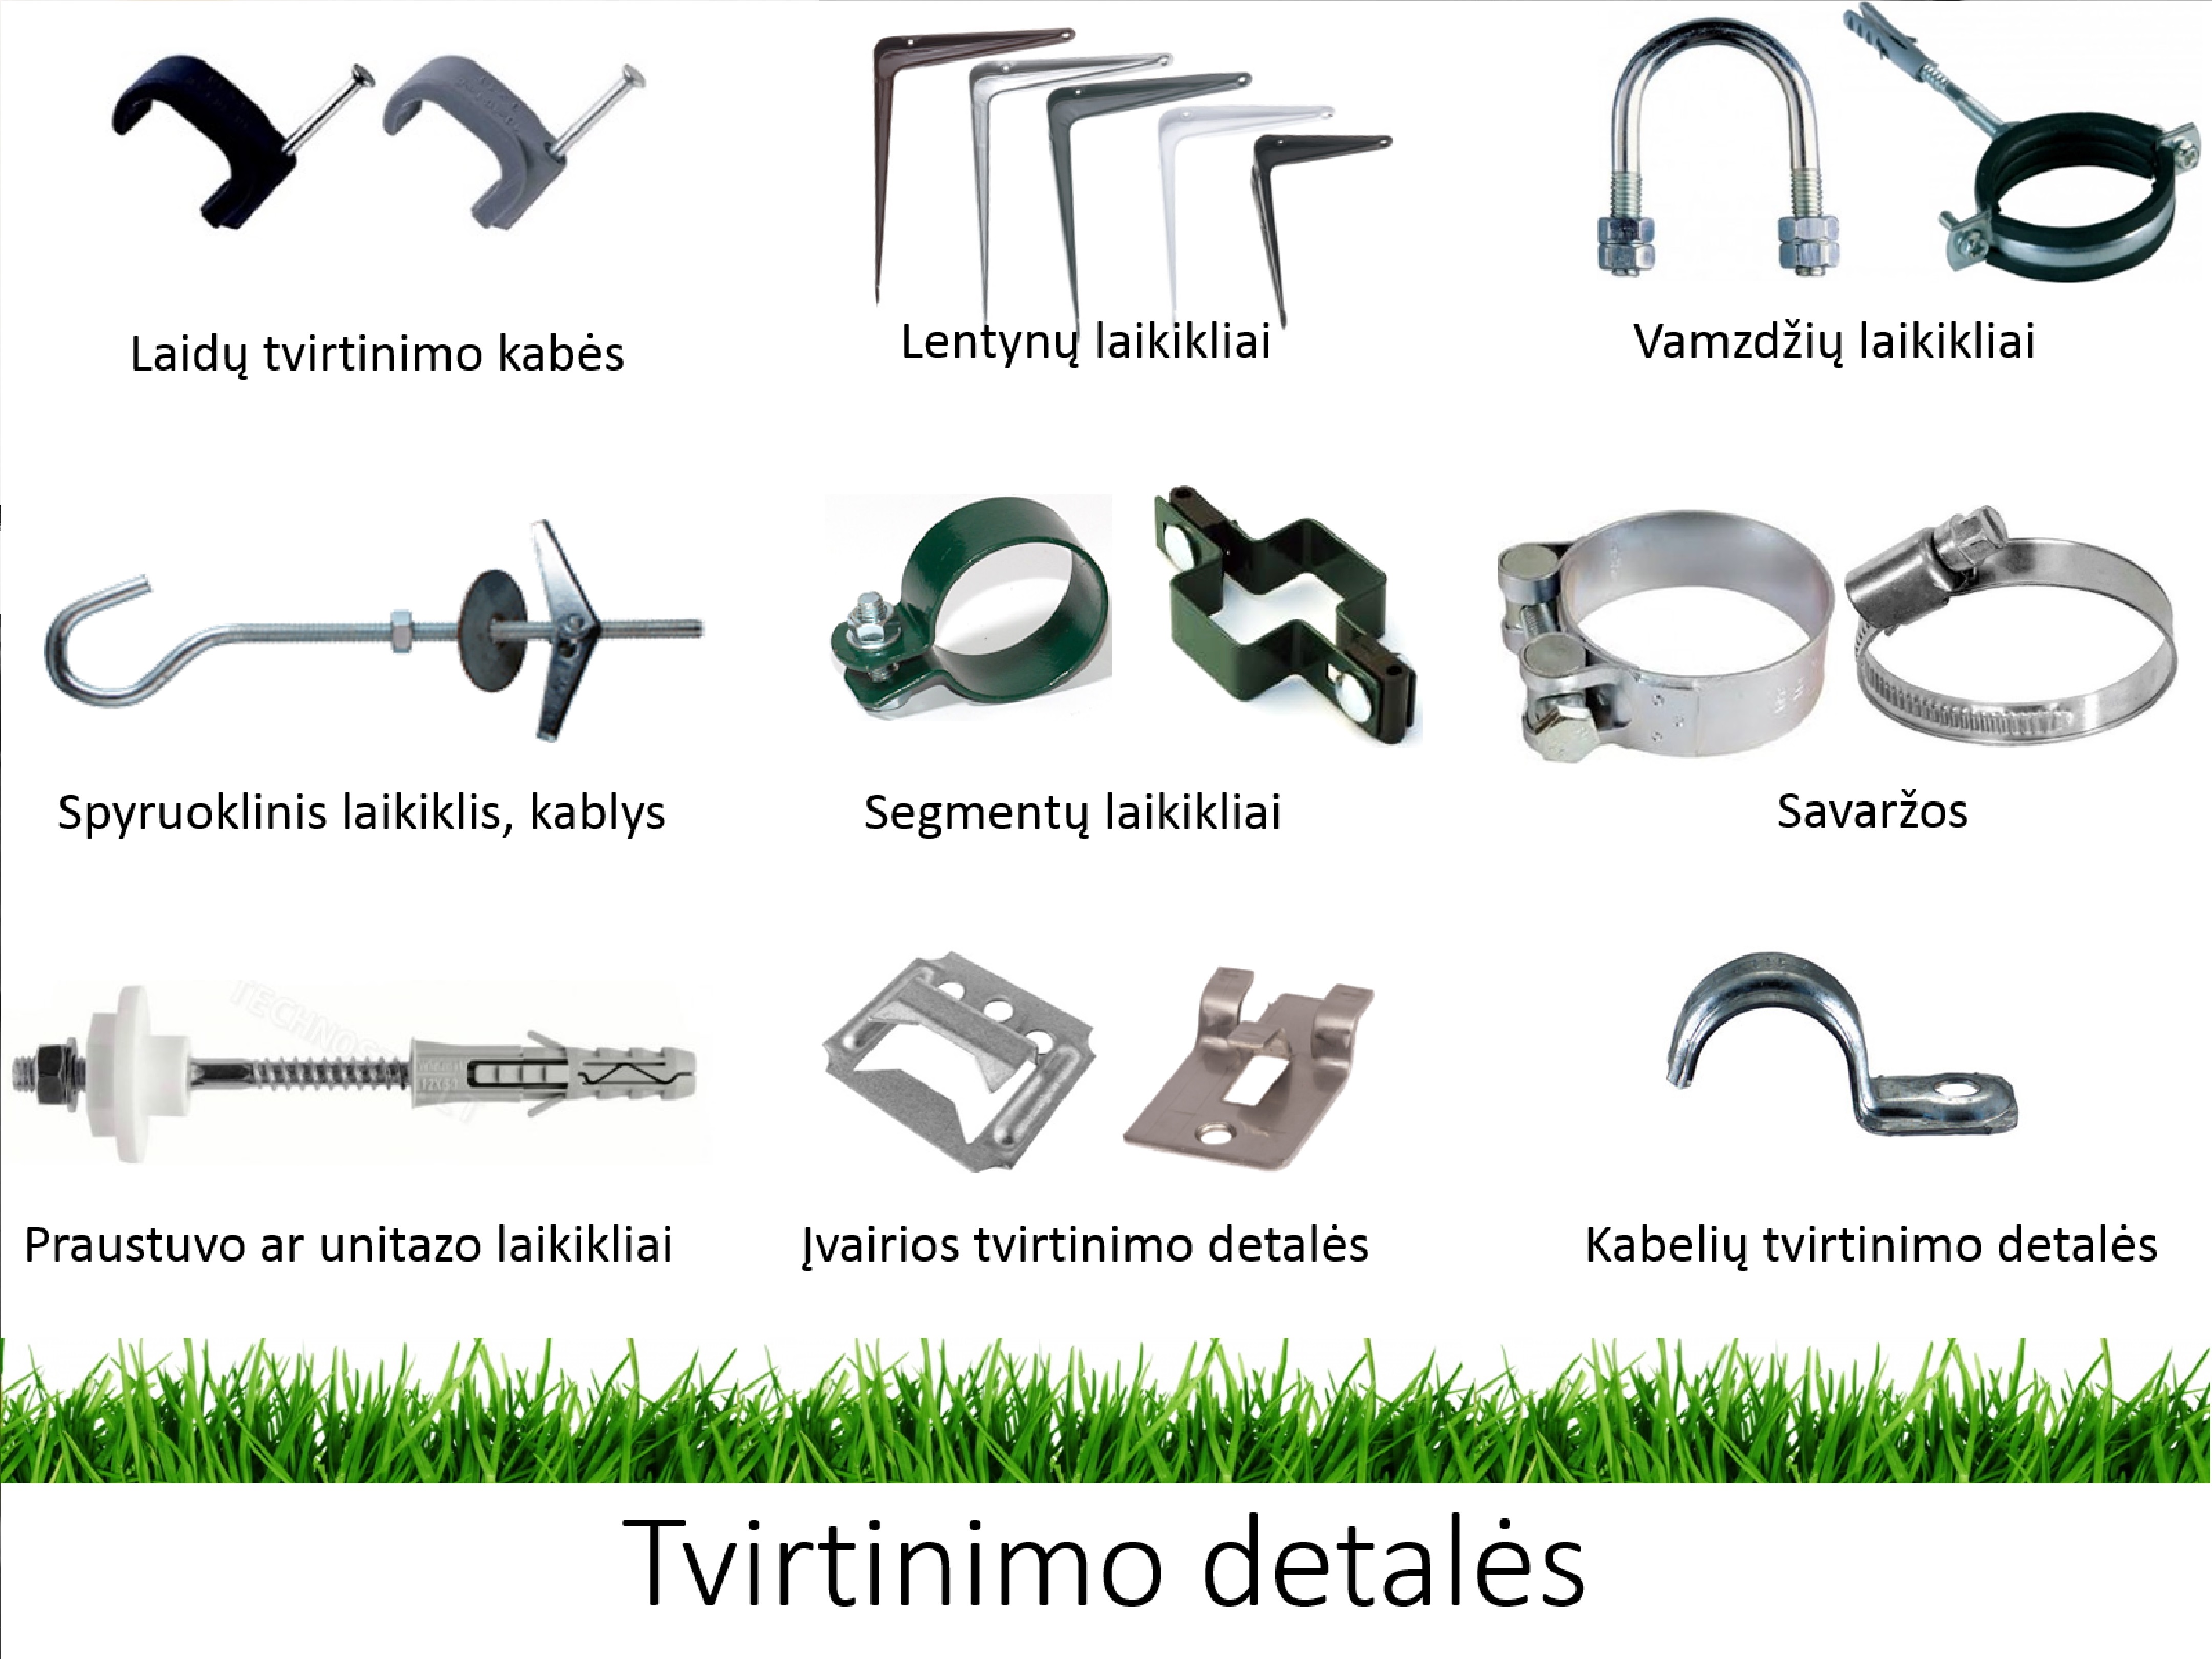 Laidų tvirtinimo kabės
Lentynų laikikliai
Vamzdžių laikikliai
Spyruoklinis laikiklis, kablys
Segmentų laikikliai
Savaržos
12X5
Praustuvo ar unitazo laikikliai
Įvairios tvirtinimo detalės
Kabelių tvirtinimo detalės
Tvirtinimo detalės